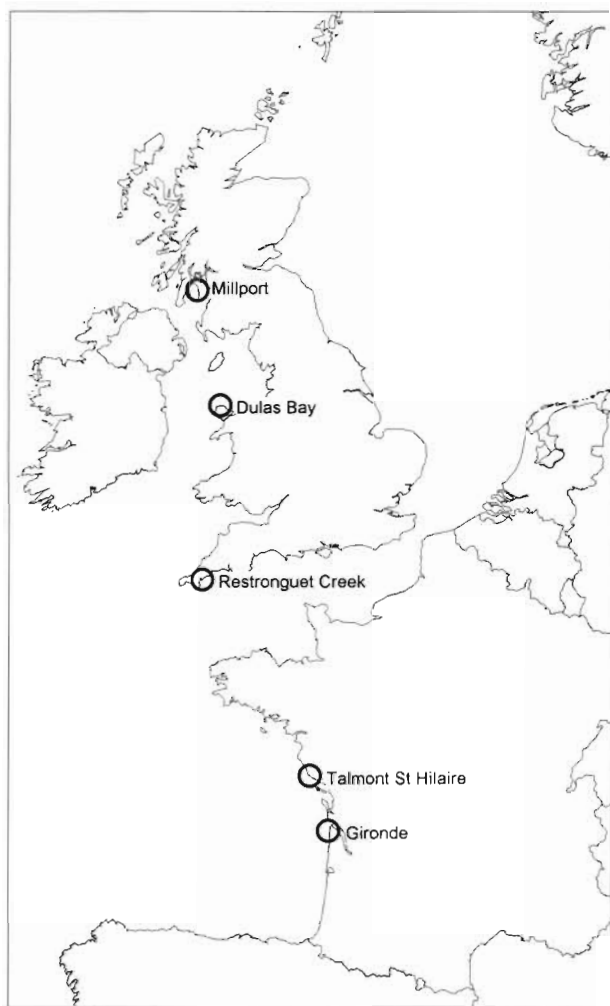 Millport
Dulas Bay
Restronguet Creek
Talmont St Hilaire
Gironde